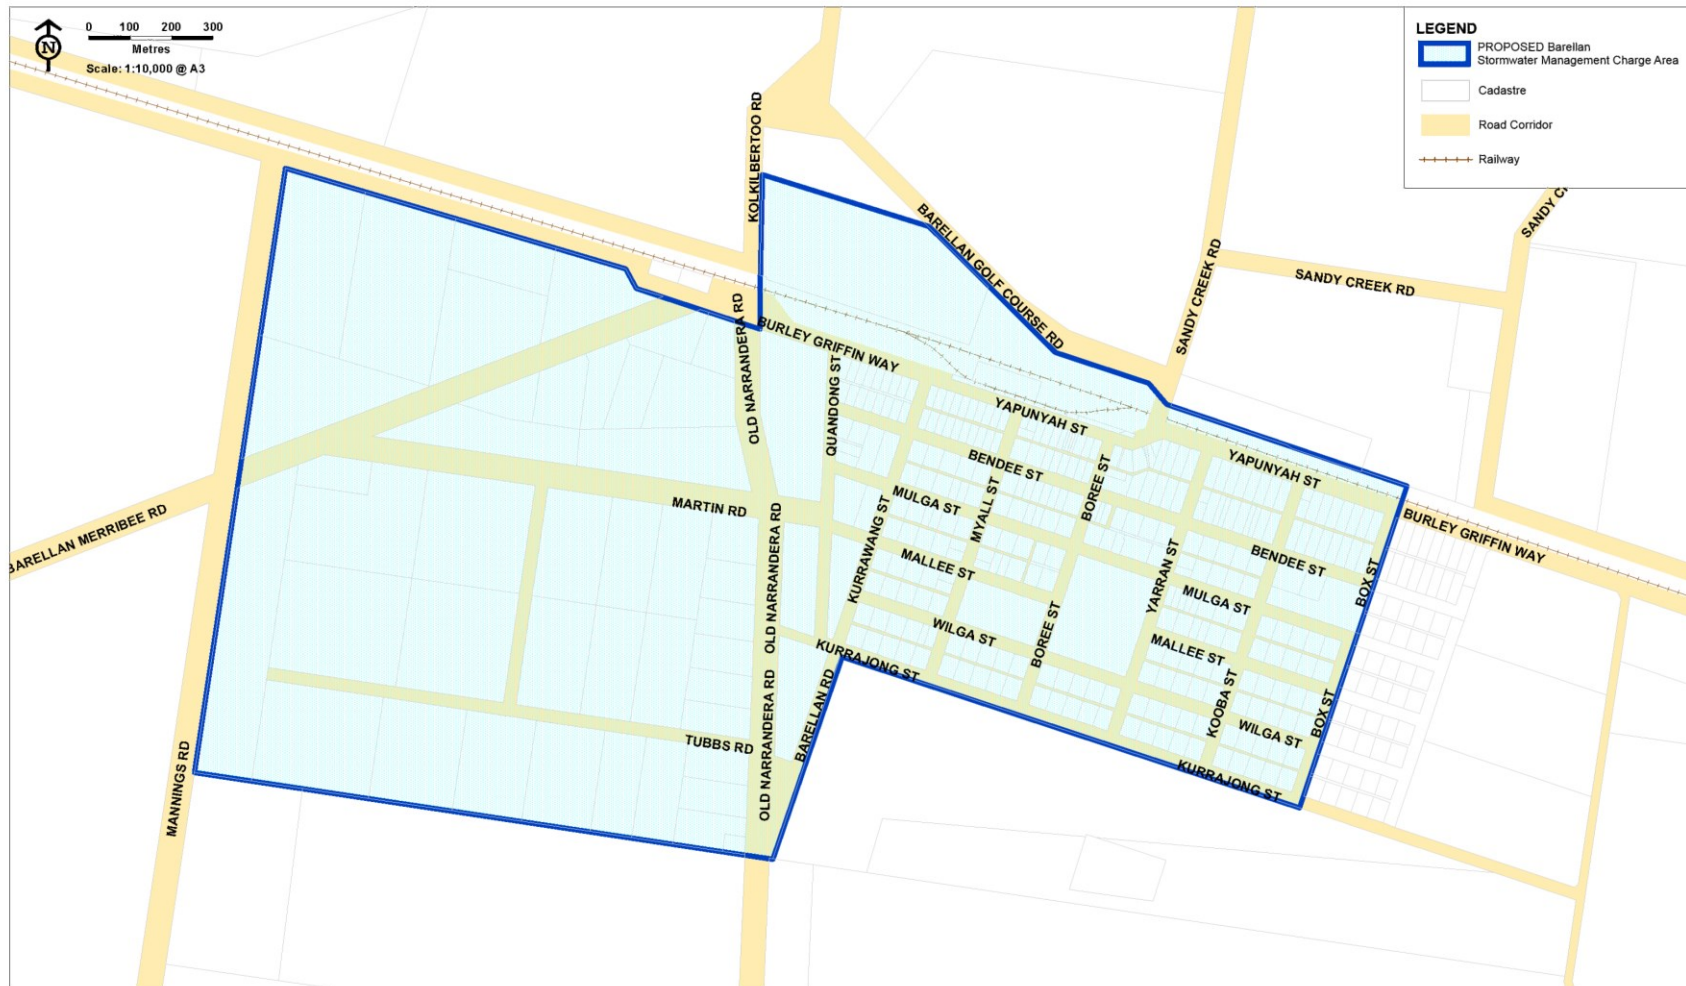 N
0 100 200 300
Metres
Scale: 1:10,000 @ A3
LEGEND
PROPOSED Barellan
Stormwater Management Charge Area
Cadastre
Road Corridor
Railway
KOLKILBERTOO RD
BARELLAN GOLF COURSE RD
SANDY CREEK RD
SANDY CREEK RD
SANDY C
OLD NARRANDERA RD
BURLEY GRIFFIN WAY
QUANDONG ST
YAPUNYAH ST
YAPUNYAH ST
BENDEE ST
BOREE ST
MULGA ST
MYALL ST
KURRAWANG ST
MARTIN RD
OLD NARRANDERA RD
BARELLAN MERRIBEE RD
BURLEY GRIFFIN WAY
BENDEE ST
BOX ST
MALLEE ST
YARRAN ST
MULGA ST
WILGA ST
BOREE ST
MALLEE ST
KURRAJONG ST
BARELLAN RD
OLD NARRANDERA RD
KOOBA ST
BOX ST
WILGA ST
TUBBS RD
KURRAJONG ST
MANNINGS RD